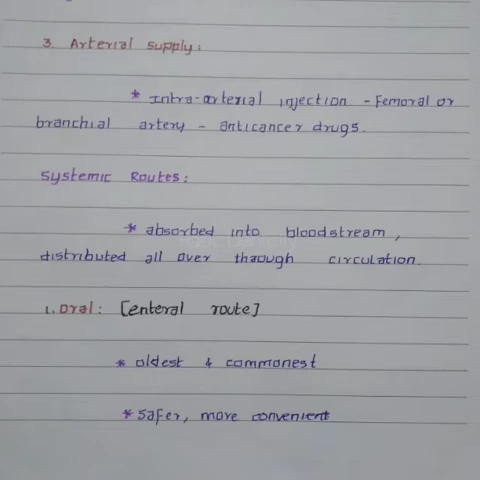 3. Arterial Supply:
* Intra-arterial injection - Femoral or
branchial artery - anticancer drugs.
Systemic Routes:
* absorbed into bloodstream,
distributed all over through circulation.
1. Oral: [enteral route]
* oldest & commonest
* Safer, more convenient